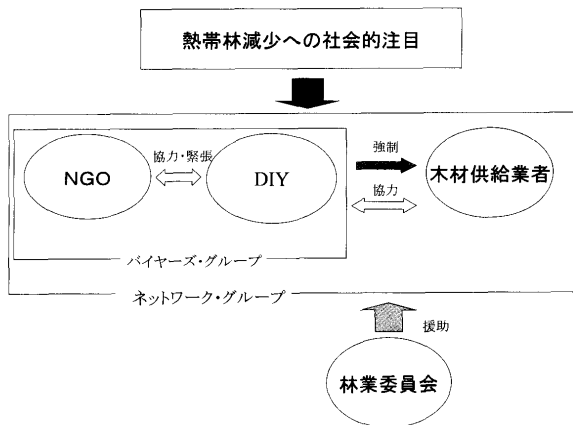 熱帯林減少への社会的注目
NGO
協力・緊張
DIY
強制
協力
木材供給業者
バイヤーズ・グループ
ネットワーク・グループ
援助
林業委員会